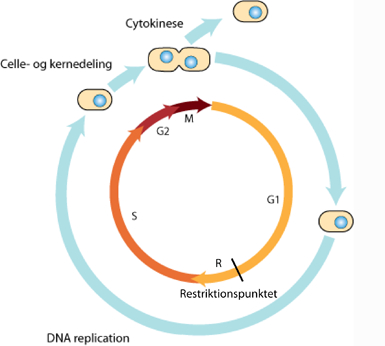 Cytokinese
Celle- og kernedeling
M
G2
G1
S
R
Restriktionspunktet
DNA replication